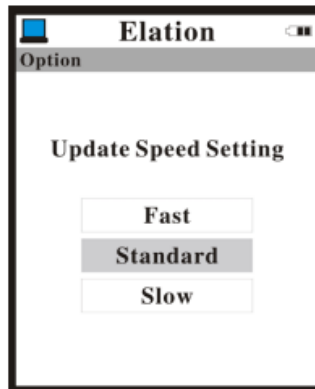 Elation
Option
Update Speed Setting
Fast
Standard
Slow